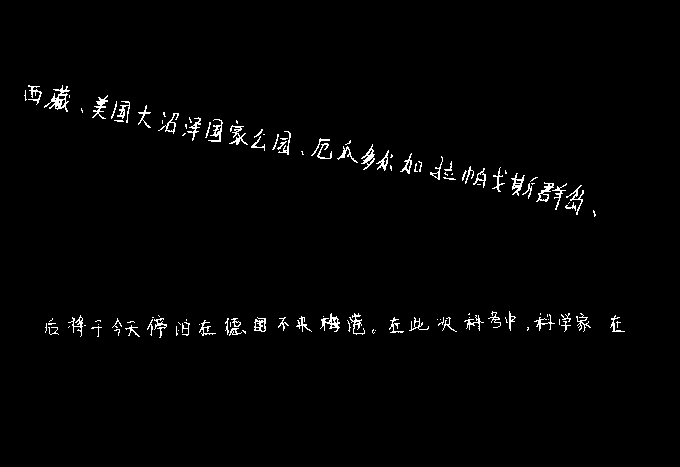 西藏、美国大沼泽国家公园、厄瓜多尔加拉帕戈斯群岛、
后将于今天停泊在德国不来梅港。在此次科考中,科学家在